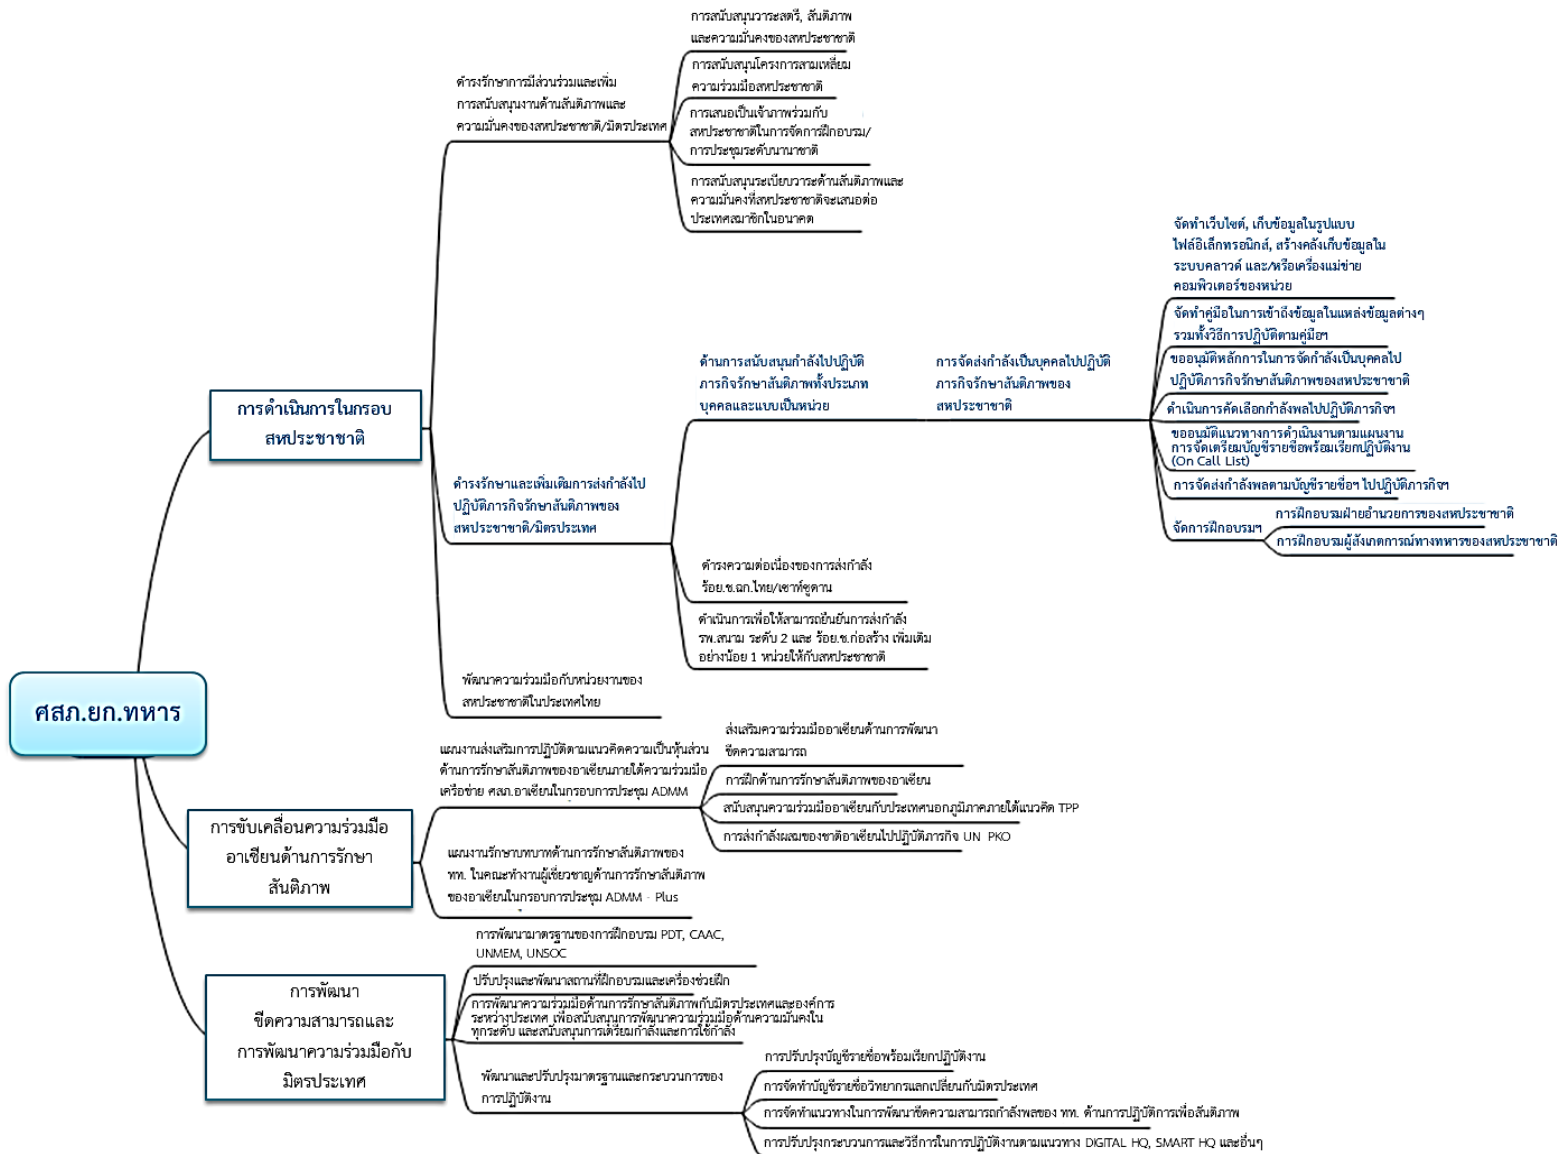 ศสภ.ยก.ทหาร
การดำเนินการในกรอบ
สหประชาชาติ
ดำรงรักษาการมีส่วนร่วมและเพิ่ม
การสนับสนุนงานด้านสันติภาพและ
ความมั่นคงของสหประชาชาติ/มิตรประเทศ
การสนับสนุนวาระสตรี, สันติภาพ
และความมั่นคงของสหประชาชาติ
การสนับสนุนโครงการสามเหลี่ยม
ความร่วมมือสหประชาชาติ
การเสนอเป็นเจ้าภาพร่วมกับ
สหประชาชาติในการจัดการฝึกอบรม/
การประชุมระดับนานาชาติ
การสนับสนุนระเบียบวาระด้านสันติภาพและ
ความมั่นคงที่สหประชาชาติจะเสนอต่อ
ประเทศสมาชิกในอนาคต
ดำรงรักษาและเพิ่มเติมการส่งกำลังไป
ปฏิบัติภารกิจรักษาสันติภาพของ
สหประชาชาติ/มิตรประเทศ
ด้านการสนับสนุนกำลังไปปฏิบัติ
ภารกิจรักษาสันติภาพทั้งประเภท
บุคคลและแบบเป็นหน่วย
การจัดส่งกำลังเป็นบุคคลไปปฏิบัติ
ภารกิจรักษาสันติภาพของ
สหประชาชาติ
จัดทำเว็บไซต์, เก็บข้อมูลในรูปแบบ
ไฟล์อิเล็กทรอนิกส์, สร้างคลังเก็บข้อมูลใน
ระบบคลาวด์ และ/หรือเครื่องแม่ข่าย
คอมพิวเตอร์ของหน่วย
จัดทำคู่มือในการเข้าถึงข้อมูลในแหล่งข้อมูลต่างๆ
รวมทั้งวิธีการปฏิบัติตามคู่มือฯ
ขออนุมัติหลักการในการจัดกำลังเป็นบุคคลไป
ปฏิบัติภารกิจรักษาสันติภาพของสหประชาชาติ
ดำเนินการคัดเลือกกำลังพลไปปฏิบัติภารกิจฯ
ขออนุมัติแนวทางการดำเนินงานตามแผนงาน
การจัดเตรียมบัญชีรายชื่อพร้อมเรียกปฏิบัติงาน
(On Call List)
การจัดส่งกำลังพลตามบัญชีรายชื่อฯ ไปปฏิบัติภารกิจฯ
จัดการฝึกอบรมฯ
การฝึกอบรมฝ่ายอำนวยการของสหประชาชาติ
การฝึกอบรมผู้สังเกตการณ์ทางทหารของสหประชาชาติ
ดำรงความต่อเนื่องของการส่งกำลัง
ร้อย.ช.ฉก.ไทย/เซาท์ซูดาน
ดำเนินการเพื่อให้สามารถยืนยันการส่งกำลัง
รพ.สนาม ระดับ 2 และ ร้อย.ช.ก่อสร้าง เพิ่มเติม
อย่างน้อย 1 หน่วยให้กับสหประชาชาติ
พัฒนาความร่วมมือกับหน่วยงานของ
สหประชาชาติในประเทศไทย
การขับเคลื่อนความร่วมมือ
อาเซียนด้านการรักษา
สันติภาพ
แผนงานส่งเสริมการปฏิบัติตามแนวคิดความเป็นหุ้นส่วน
ด้านการรักษาสันติภาพของอาเซียนภายใต้ความร่วมมือ
เครือข่าย ศสภ.อาเซียนในกรอบการประชุม ADMM
ส่งเสริมความร่วมมืออาเซียนด้านการพัฒนา
ขีดความสามารถ
การฝึกด้านการรักษาสันติภาพของอาเซียน
สนับสนุนความร่วมมืออาเซียนกับประเทศนอกภูมิภาคภายใต้แนวคิด TPP
การส่งกำลังผสมของชาติอาเซียนไปปฏิบัติภารกิจ UN PKO
แผนงานรักษาบทบาทด้านการรักษาสันติภาพของ
ทท. ในคณะทำงานผู้เชี่ยวชาญด้านการรักษาสันติภาพ
ของอาเซียนในกรอบการประชุม ADMM - Plus
การพัฒนา
ขีดความสามารถและ
การพัฒนาความร่วมมือกับ
มิตรประเทศ
การพัฒนามาตรฐานของการฝึกอบรม PDT, CAAC,
UNMEM, UNSOC
ปรับปรุงและพัฒนาสถานที่ฝึกอบรมและเครื่องช่วยฝึก
การพัฒนาความร่วมมือด้านการรักษาสันติภาพกับมิตรประเทศและองค์การ
ระหว่างประเทศ เพื่อสนับสนุนการพัฒนาความร่วมมือด้านความมั่นคงใน
ทุกระดับ และสนับสนุนการเตรียมกำลังและการใช้กำลัง
พัฒนาและปรับปรุงมาตรฐานและกระบวนการของ
การปฏิบัติงาน
การปรับปรุงบัญชีรายชื่อพร้อมเรียกปฏิบัติงาน
การจัดทำบัญชีรายชื่อวิทยากรแลกเปลี่ยนกับมิตรประเทศ
การจัดทำแนวทางในการพัฒนาขีดความสามารถกำลังพลของ ทท. ด้านการปฏิบัติการเพื่อสันติภาพ
การปรับปรุงกระบวนการและวิธีการในการปฏิบัติงานตามแนวทาง DIGITAL HQ, SMART HQ และอื่นๆ